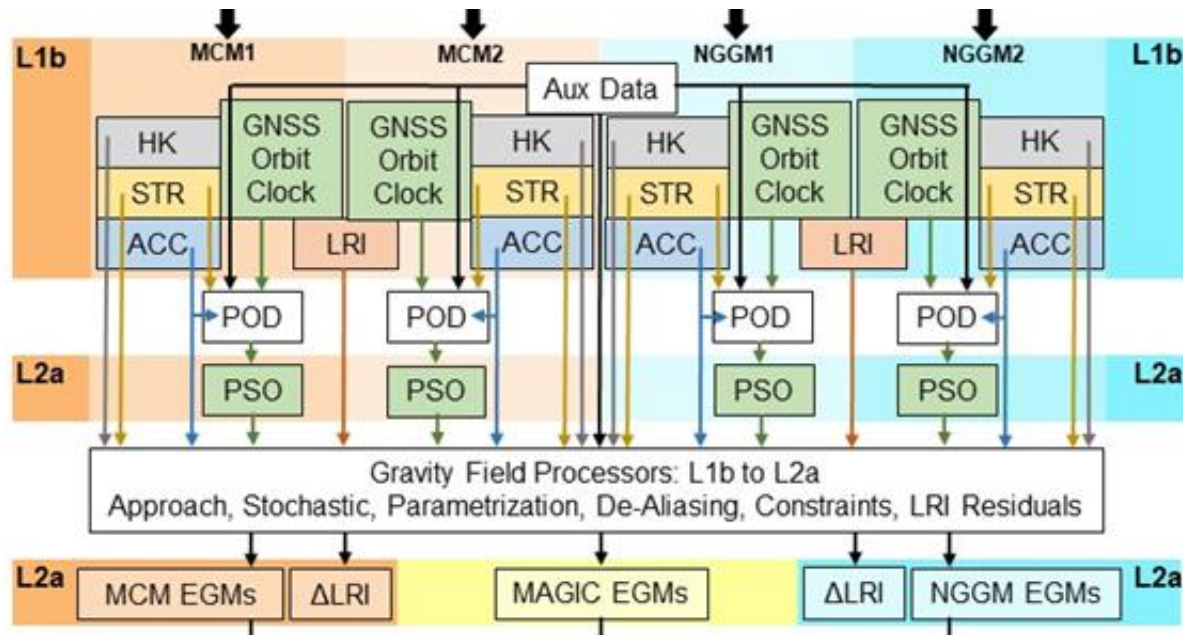 MCM1
MCM2
NGGM1
NGGM2
L1b
L1b
Aux Data
HK
GNSS
Orbit
Clock
GNSS
Orbit
Clock
HK
HK
GNSS
Orbit
Clock
GNSS
Orbit
Clock
HK
STR
STR
STR
STR
ACC
LRI
ACC
ACC
LRI
ACC
POD
POD
POD
POD
L2a
PSO
PSO
PSO
PSO
L2a
Gravity Field Processors: L1b to L2a
Approach, Stochastic, Parametrization, De-Aliasing, Constraints, LRI Residuals
L2a
MCM EGMs
ΔLRI
MAGIC EGMs
ΔLRI
NGGM EGMs
L2a